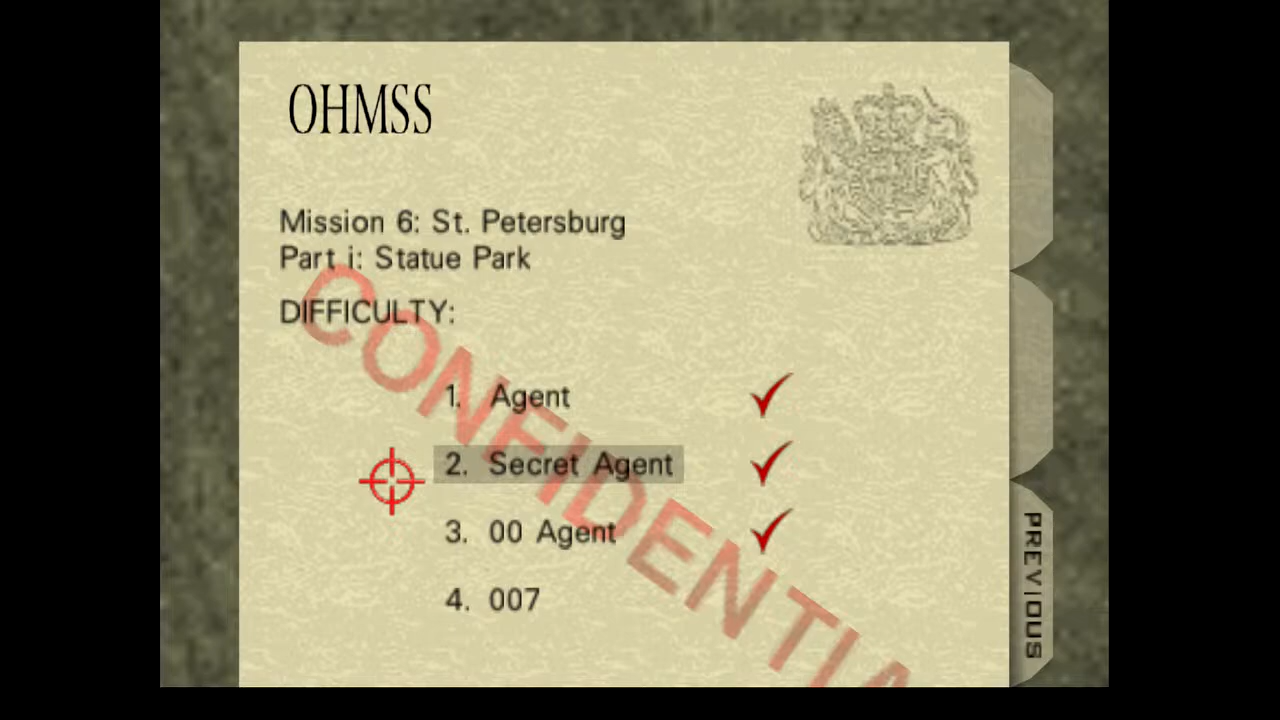 OHMSS
Mission 6: St. Petersburg
Part i: Statue Park
DIFFICULTY:
1. Agent
2. Secret Agent
3. 00 Agent
4. 007
CONFIDENTIA
PREVIOUS